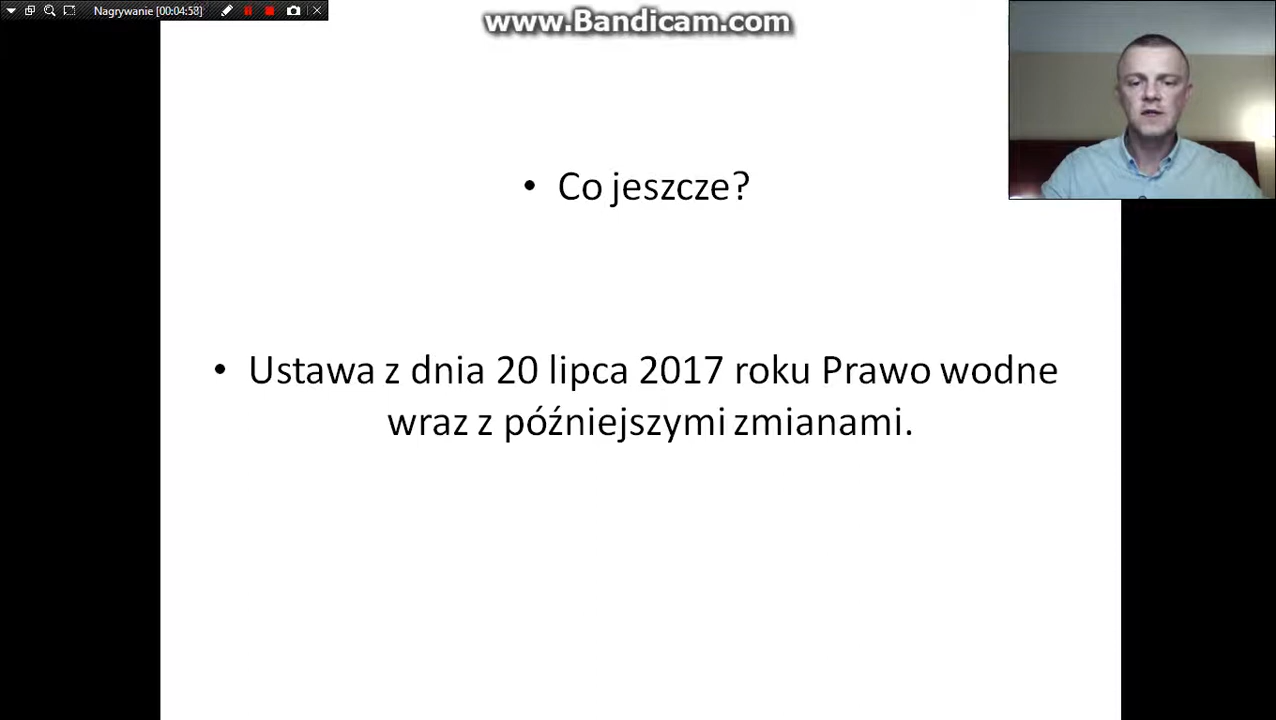 Nagrywanie [00:04:58]
www.Bandicam.com
• Co jeszcze?
• Ustawa z dnia 20 lipca 2017 roku Prawo wodne
wraz z późniejszymi zmianami.